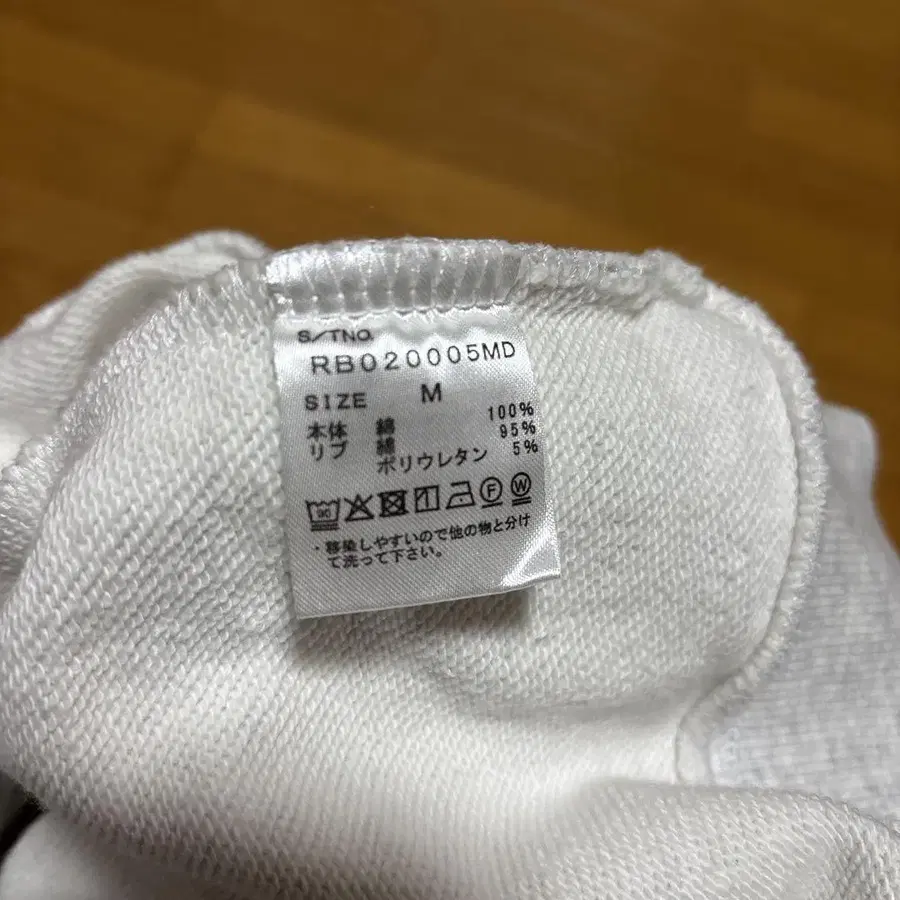 S/TNO.
RB020005MD
SIZE M
本体 綿 100%
リブ 綿 95%
ポリウレタン 5%
F W
・移染しやすいので他の物と分け
て洗って下さい。